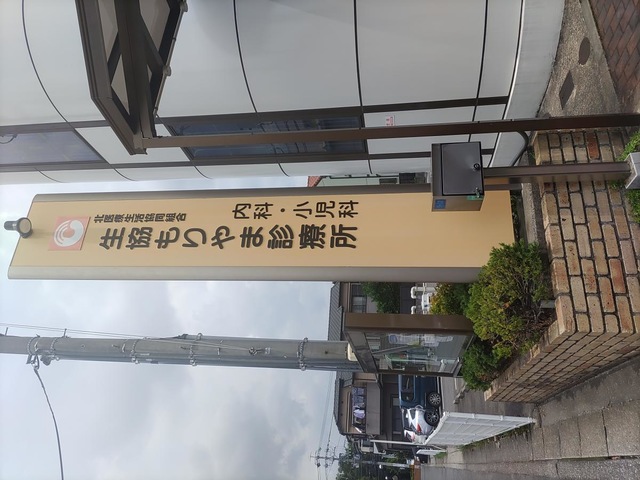 北医療生活協同組合
生協もりやま診療所
内科・小児科